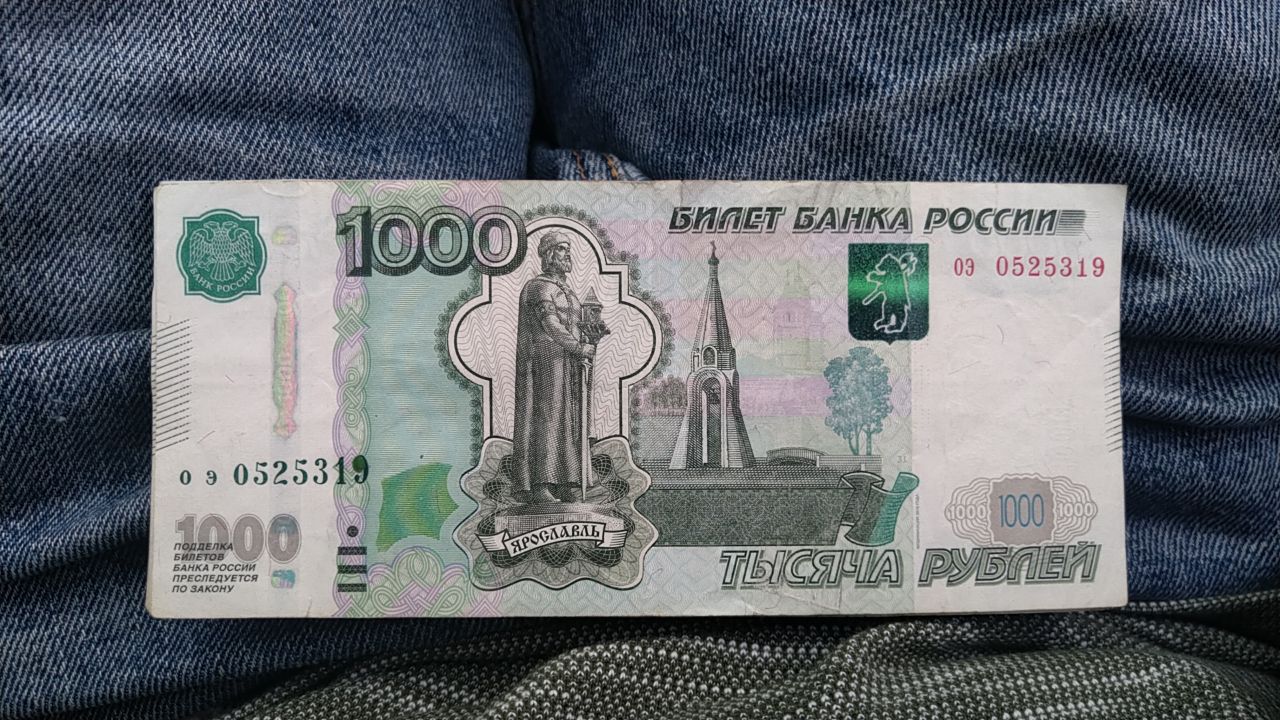 БАНК РОССИИ
1000
БИЛЕТ БАНКА РОССИИ
оэ 0525319
о э 0525319
1000
ПОДДЕЛКА
БИЛЕТОВ
БАНКА РОССИИ
ПРЕСЛЕДУЕТСЯ
ПО ЗАКОНУ
ЯРОСЛАВЛЬ
1000 1000 1000
ТЫСЯЧА РУБЛЕЙ